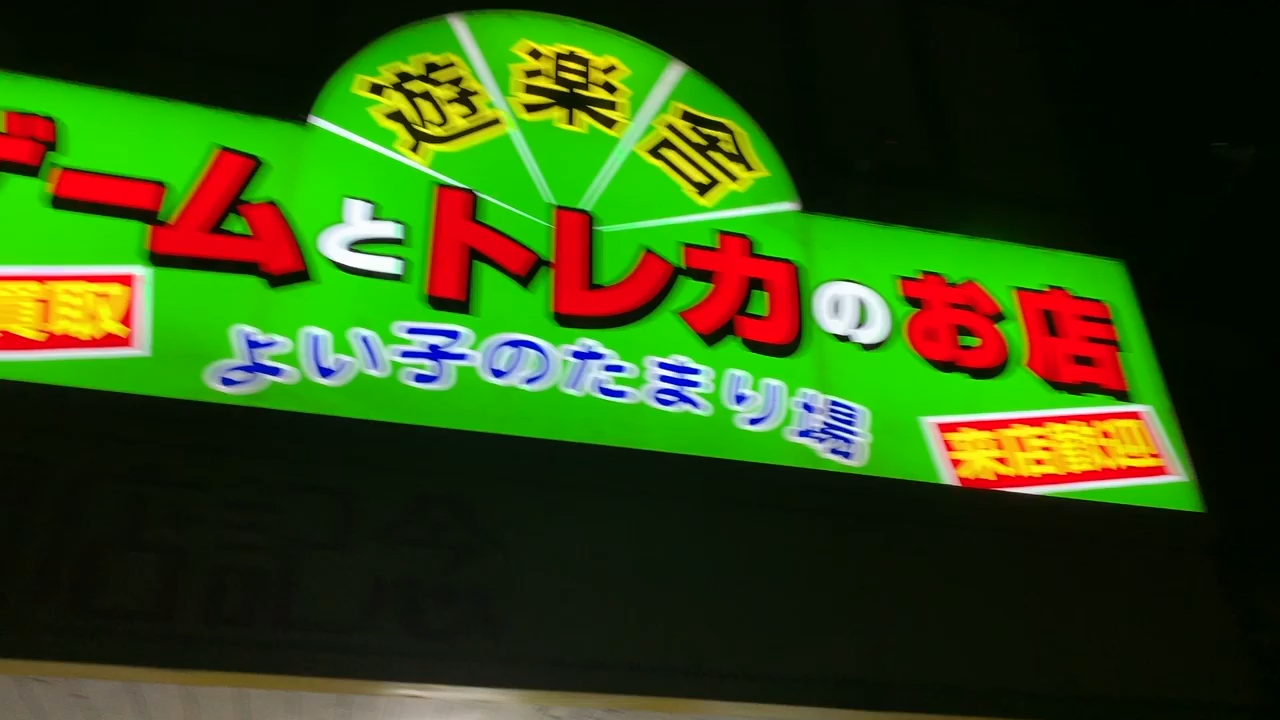 遊楽舎
ゲームとトレカのお店
買取
よい子のたまり場
来店歓迎